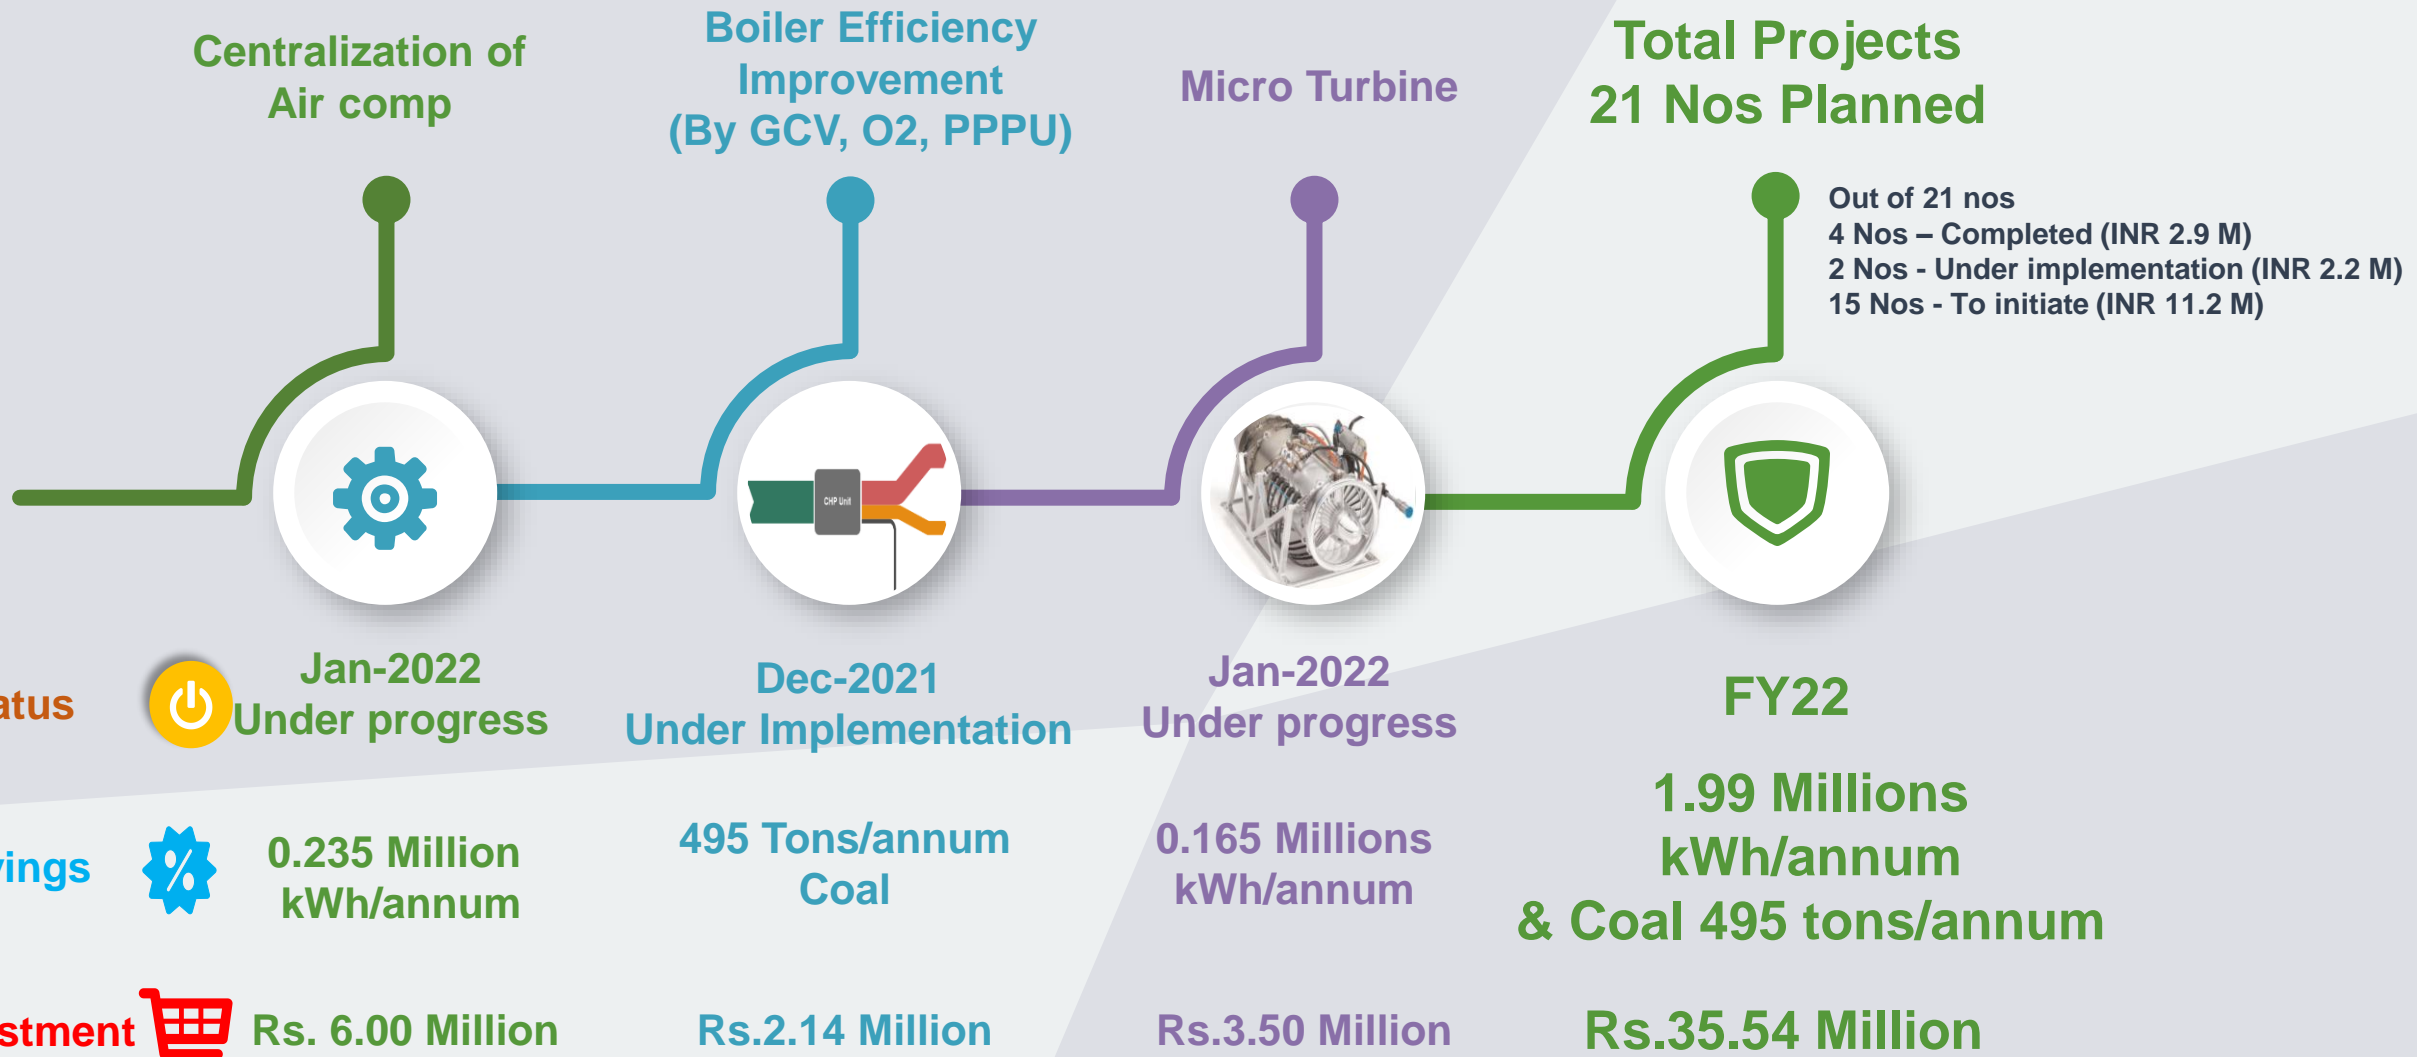 Centralization of
Air comp
Boiler Efficiency
Improvement
(By GCV, O2, PPPU)
Micro Turbine
Total Projects
21 Nos Planned
Out of 21 nos
4 Nos – Completed (INR 2.9 M)
2 Nos - Under implementation (INR 2.2 M)
15 Nos - To initiate (INR 11.2 M)
CHP Unit
atus
Jan-2022
Under progress
Dec-2021
Under Implementation
Jan-2022
Under progress
FY22
vings
%
0.235 Million
kWh/annum
495 Tons/annum
Coal
0.165 Millions
kWh/annum
1.99 Millions
kWh/annum
& Coal 495 tons/annum
stment
Rs. 6.00 Million
Rs.2.14 Million
Rs.3.50 Million
Rs.35.54 Million